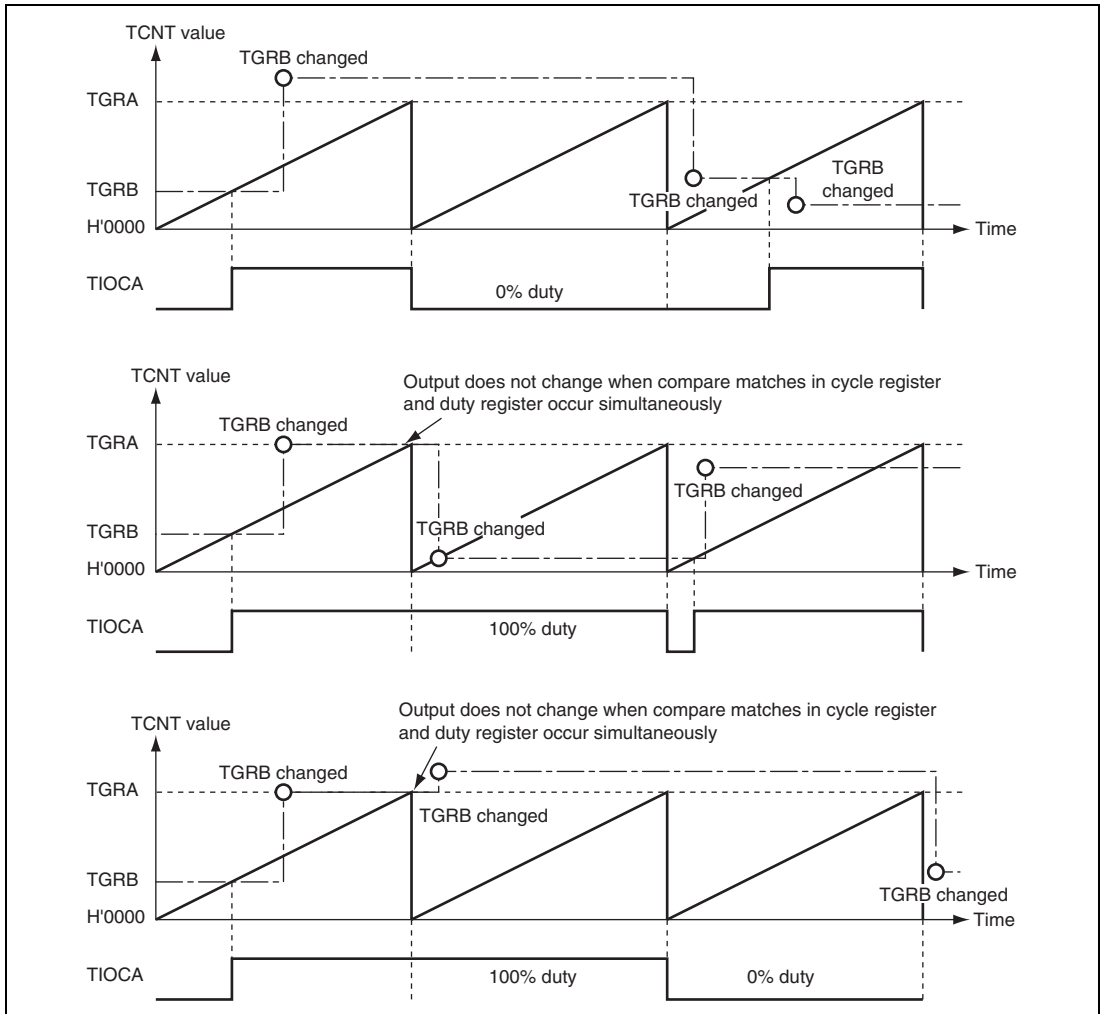 TCNT value
TGRB changed
TGRA
TGRB
changed
TGRB
TGRB changed
H'0000
Time
TIOCA
0% duty
TCNT value
Output does not change when compare matches in cycle register
and duty register occur simultaneously
TGRB changed
TGRA
TGRB changed
TGRB changed
TGRB
H'0000
Time
TIOCA
100% duty
TCNT value
Output does not change when compare matches in cycle register
and duty register occur simultaneously
TGRB changed
TGRA
TGRB changed
TGRB
TGRB changed
H'0000
Time
TIOCA
100% duty
0% duty